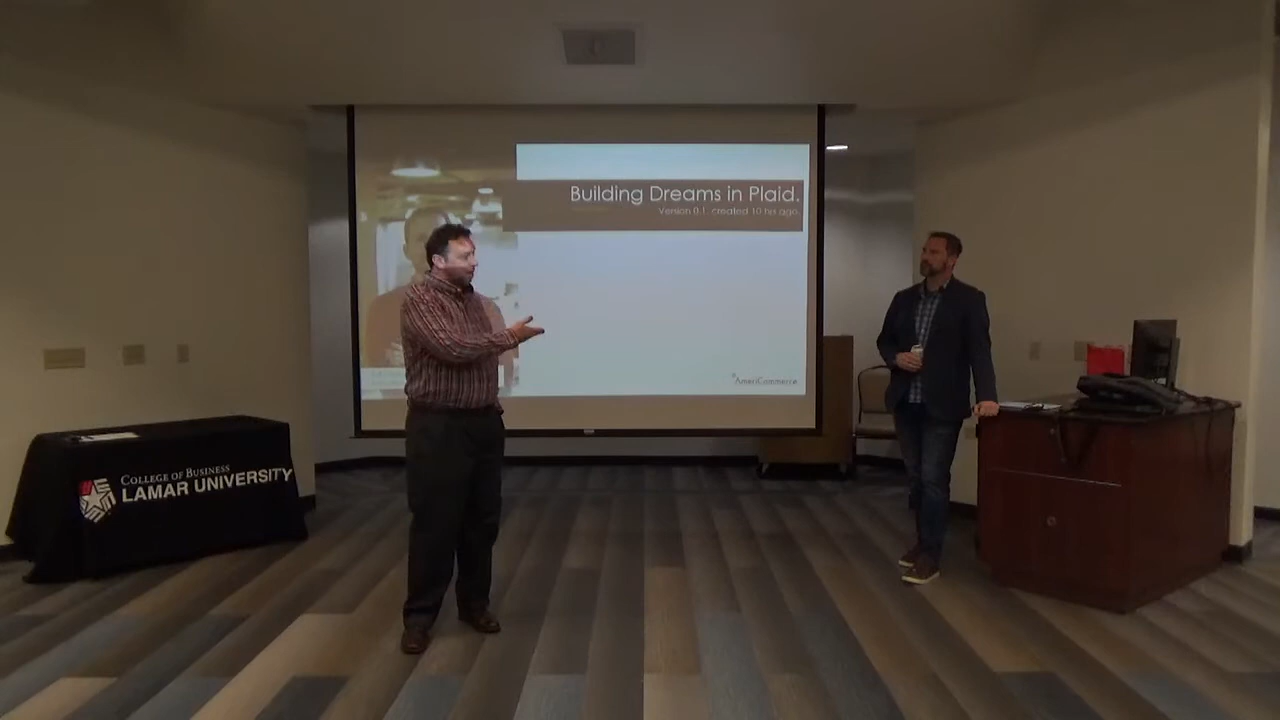 Building Dreams in Plaid.
Version 0.1, created 10 hrs ago.
AmeriCommerce
COLLEGE OF BUSINESS
LAMAR UNIVERSITY